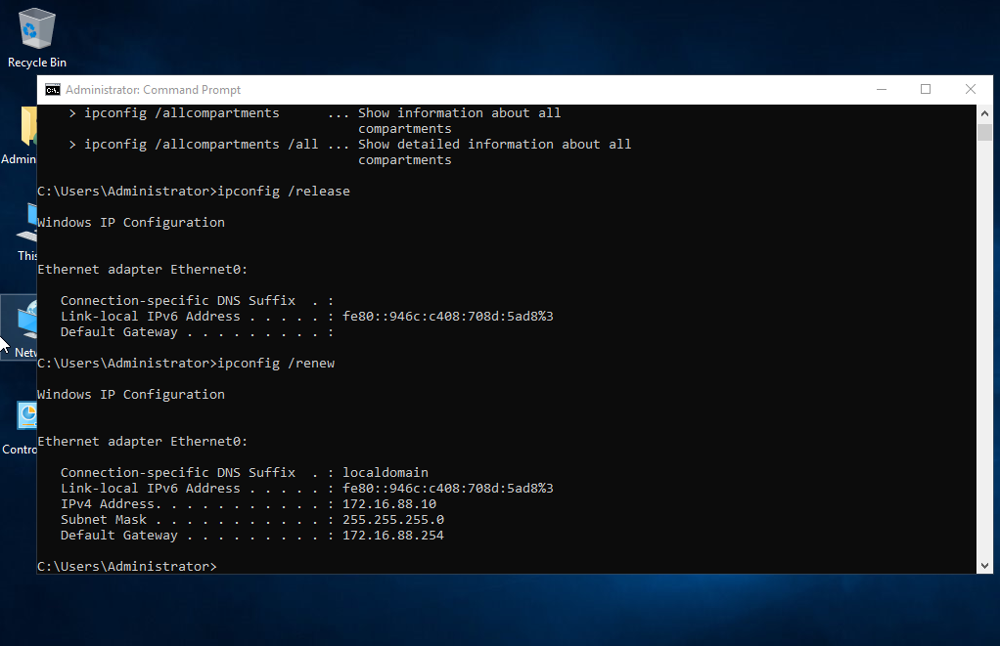 Recycle Bin
Administrator: Command Prompt
> ipconfig /allcompartments      ... Show information about all
compartments
> ipconfig /allcompartments /all ... Show detailed information about all
compartments
Admin
C:\Users\Administrator>ipconfig /release
Windows IP Configuration
This
Ethernet adapter Ethernet0:
Connection-specific DNS Suffix  . :
Link-local IPv6 Address . . . . . : fe80::946c:c408:708d:5ad8%3
Default Gateway . . . . . . . . . :
Netw
C:\Users\Administrator>ipconfig /renew
Windows IP Configuration
Ethernet adapter Ethernet0:
Contro
Connection-specific DNS Suffix  . : localdomain
Link-local IPv6 Address . . . . . : fe80::946c:c408:708d:5ad8%3
IPv4 Address. . . . . . . . . . . : 172.16.88.10
Subnet Mask . . . . . . . . . . . : 255.255.255.0
Default Gateway . . . . . . . . . : 172.16.88.254
C:\Users\Administrator>